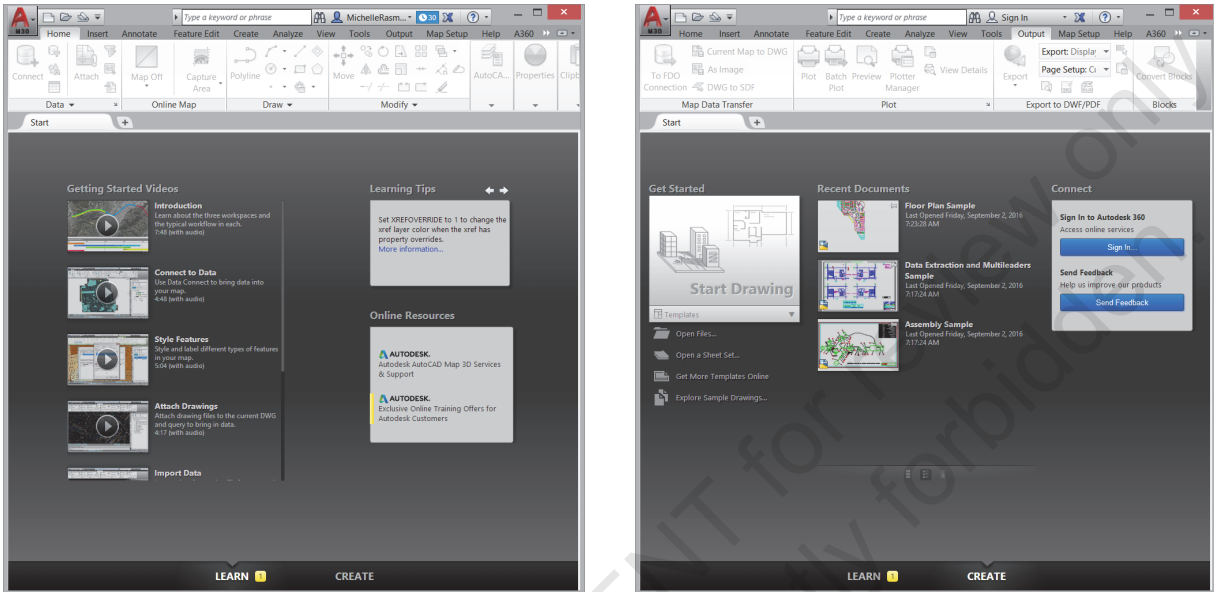 M3D
Type a keyword or phrase
MichelleRasm...
30
Home Insert Annotate Feature Edit Create Analyze View Tools Output Map Setup Help A360
Connect
Attach
Map Off
Capture
Area
Polyline
Move
AutoCA...
Properties
Clipb
Data
Online Map
Draw
Modify
Start
Getting Started Videos
Introduction
Learn about the three workspaces and
the typical workflow in each.
7:48 (with audio)
Connect to Data
Use Data Connect to bring data into
your map.
4:48 (with audio)
Style Features
Style and label different types of features
in your map.
5:04 (with audio)
Attach Drawings
Attach drawing files to the current DWG
and query to bring in data.
4:17 (with audio)
Import Data
Learning Tips
Set XREFOVERRIDE to 1 to change the
xref layer color when the xref has
property overrides.
More information...
Online Resources
AUTODESK.
Autodesk AutoCAD Map 3D Services
& Support
AUTODESK.
Exclusive Online Training Offers for
Autodesk Customers
LEARN 1 CREATE
M3D
Type a keyword or phrase
Sign In
Home Insert Annotate Feature Edit Create Analyze View Tools Output Map Setup Help A360
To FDO
Connection
Current Map to DWG
As Image
DWG to SDF
Plot
Batch
Plot
Preview
Plotter
Manager
View Details
Export
Export: Display
Page Setup: Cu
Convert Blocks
Map Data Transfer
Plot
Export to DWF/PDF
Blocks
Start
Get Started
Start Drawing
Templates
Open Files...
Open a Sheet Set...
Get More Templates Online
Explore Sample Drawings...
Recent Documents
Floor Plan Sample
Last Opened Friday, September 2, 2016
7:23:28 AM
Data Extraction and Multileaders
Sample
Last Opened Friday, September 2, 2016
7:17:24 AM
Assembly Sample
Last Opened Friday, September 2, 2016
7:17:24 AM
Connect
Sign In to Autodesk 360
Access online services
Sign In...
Send Feedback
Help us improve our products
Send Feedback
LEARN 1 CREATE